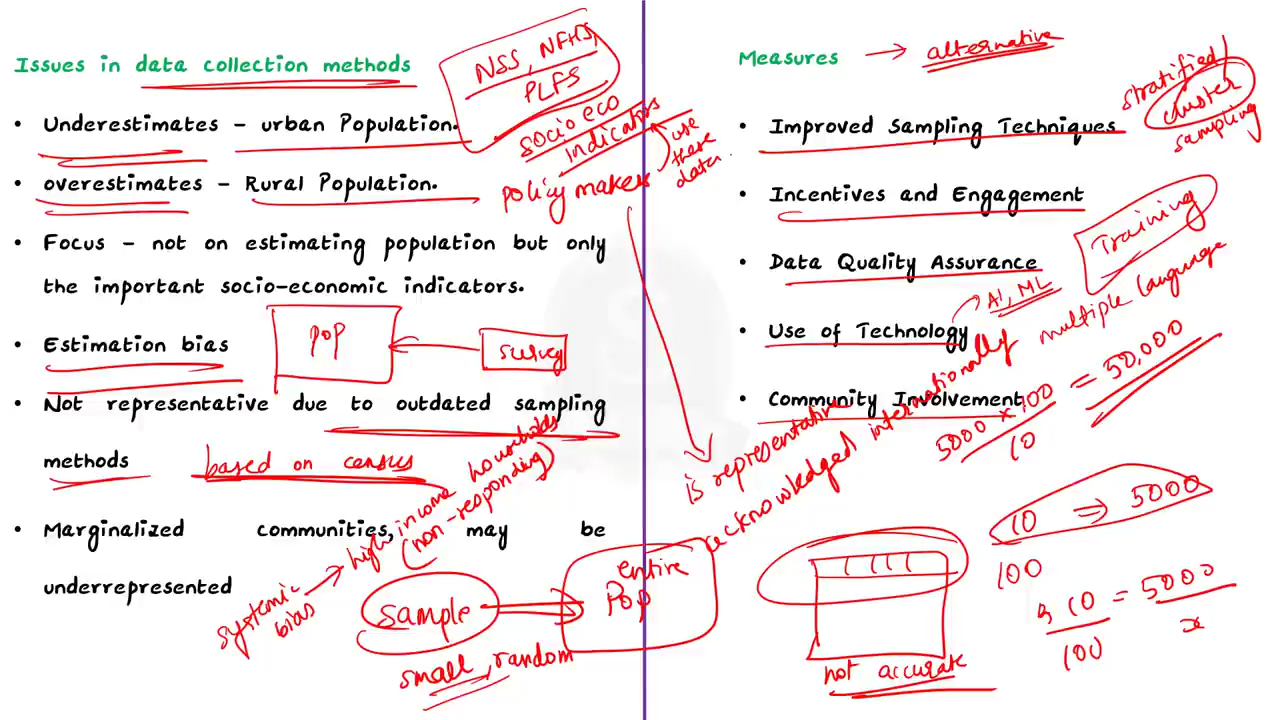 Issues in data collection methods
• Underestimates – urban Population.
• overestimates – Rural Population.
• Focus – not on estimating population but only
the important socio-economic indicators.
• Estimation bias
• Not representative due to outdated sampling
methods
based on census
• Marginalized communities, may be
underrepresented
NSS, NFHS,
PLFS
socio eco
indicators
policy makers
use
these
data
POP
survey
systemic
bias
high income households
(non-responding)
sample
small, random
entire
POP
is representative
acknowledged internationally
Measures
alternative
• Improved Sampling Techniques
stratified
cluster
sampling
• Incentives and Engagement
• Data Quality Assurance
Training
multiple language
• Use of Technology
AI, ML
• Community Involvement
5000 × 100 = 50,000
10
10 ⇒ 5000
100
10 = 5000
100 x
not accurate